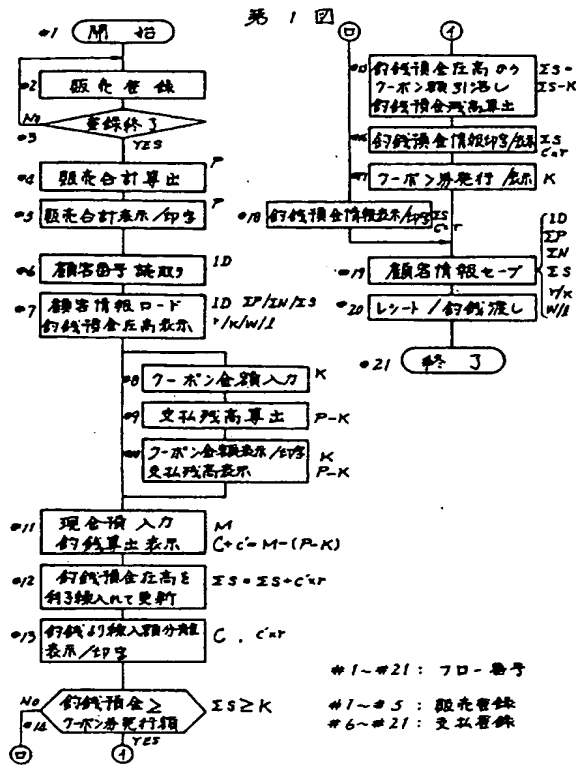 第1図
#1 開始
#2 販売登録
#3 登録終了
NO
YES
#4 販売合計算出 P
#5 販売合計表示/印字 P
#6 顧客番号読取り ID
#7 顧客情報ロード ID ΣP/ΣN/ΣS
釣銭預金在高表示 r/K/W/l
#8 クーポン金額入力 K
#9 支払残高算出 P-K
クーポン金額表示/印字 K
支払残高表示 P-K
#11 現金預入力 M
釣銭算出表示 C+c'=M-(P-K)
#12 釣銭預金在高を
利子繰入れて更新 ΣS=ΣS+c'×r
#13 釣銭より繰入額分離 C, c'×r
表示/印字
#14 釣銭預金≥
クーポン券発行額 ΣS≥K
NO
YES
ロ
イ
ロ
イ
釣銭預金在高のう ΣS=
クーポン額引落し ΣS-K
釣銭預金残高算出
釣銭預金情報印字/表示 ΣS
c'×r
クーポン券発行/表示 K
#18 釣銭預金情報表示/印字 ΣS
c'×r
#19 顧客情報セーブ
ID
ΣP
ΣN
ΣS
r/K
W/l
#20 レシート/釣銭渡し
#21 終了
#1~#21: フロー番号
#1~#5: 販売登録
#6~#21: 支払登録